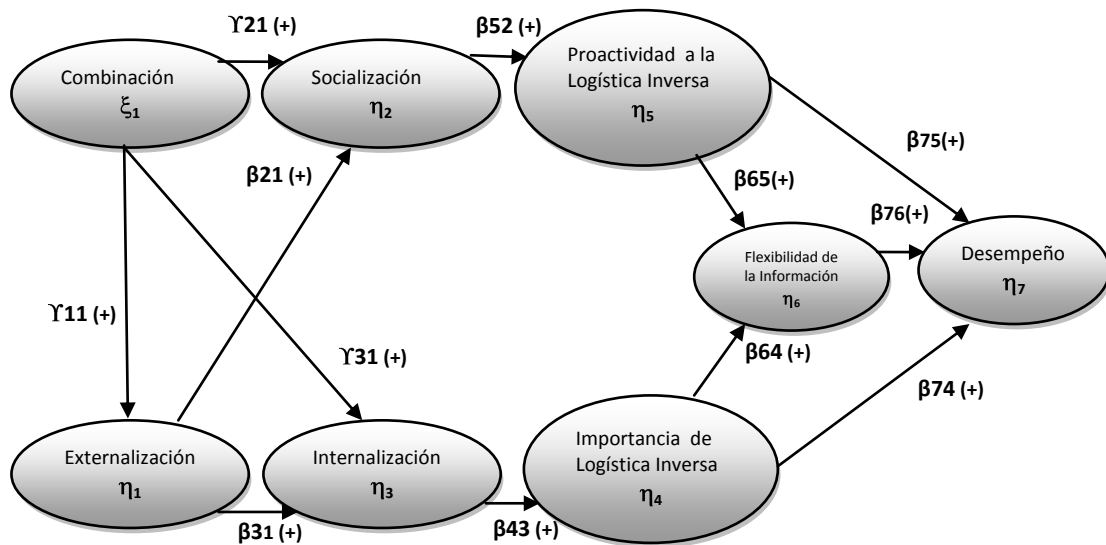 ϒ21 (+)
β52 (+)
Combinación
ξ1
Socialización
η2
Proactividad a la
Logística Inversa
η5
β21 (+)
β65(+)
β75(+)
β76(+)
Flexibilidad de
la Información
η6
Desempeño
η7
ϒ11 (+)
ϒ31 (+)
β64 (+)
β74 (+)
Externalización
η1
Internalización
η3
Importancia de
Logística Inversa
η4
β31 (+)
β43 (+)